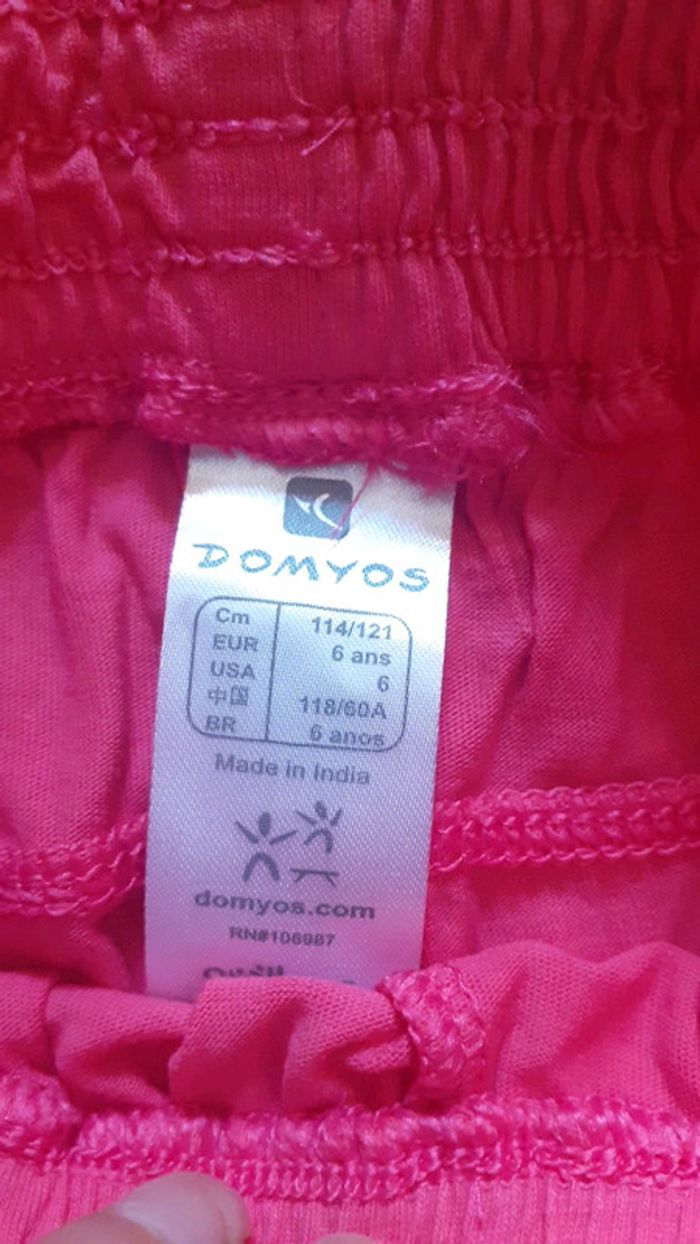 DOMYOS
Cm 114/121
EUR 6 ans
USA 6
中国 118/60A
BR 6 anos
Made in India
domyos.com
RN#106987